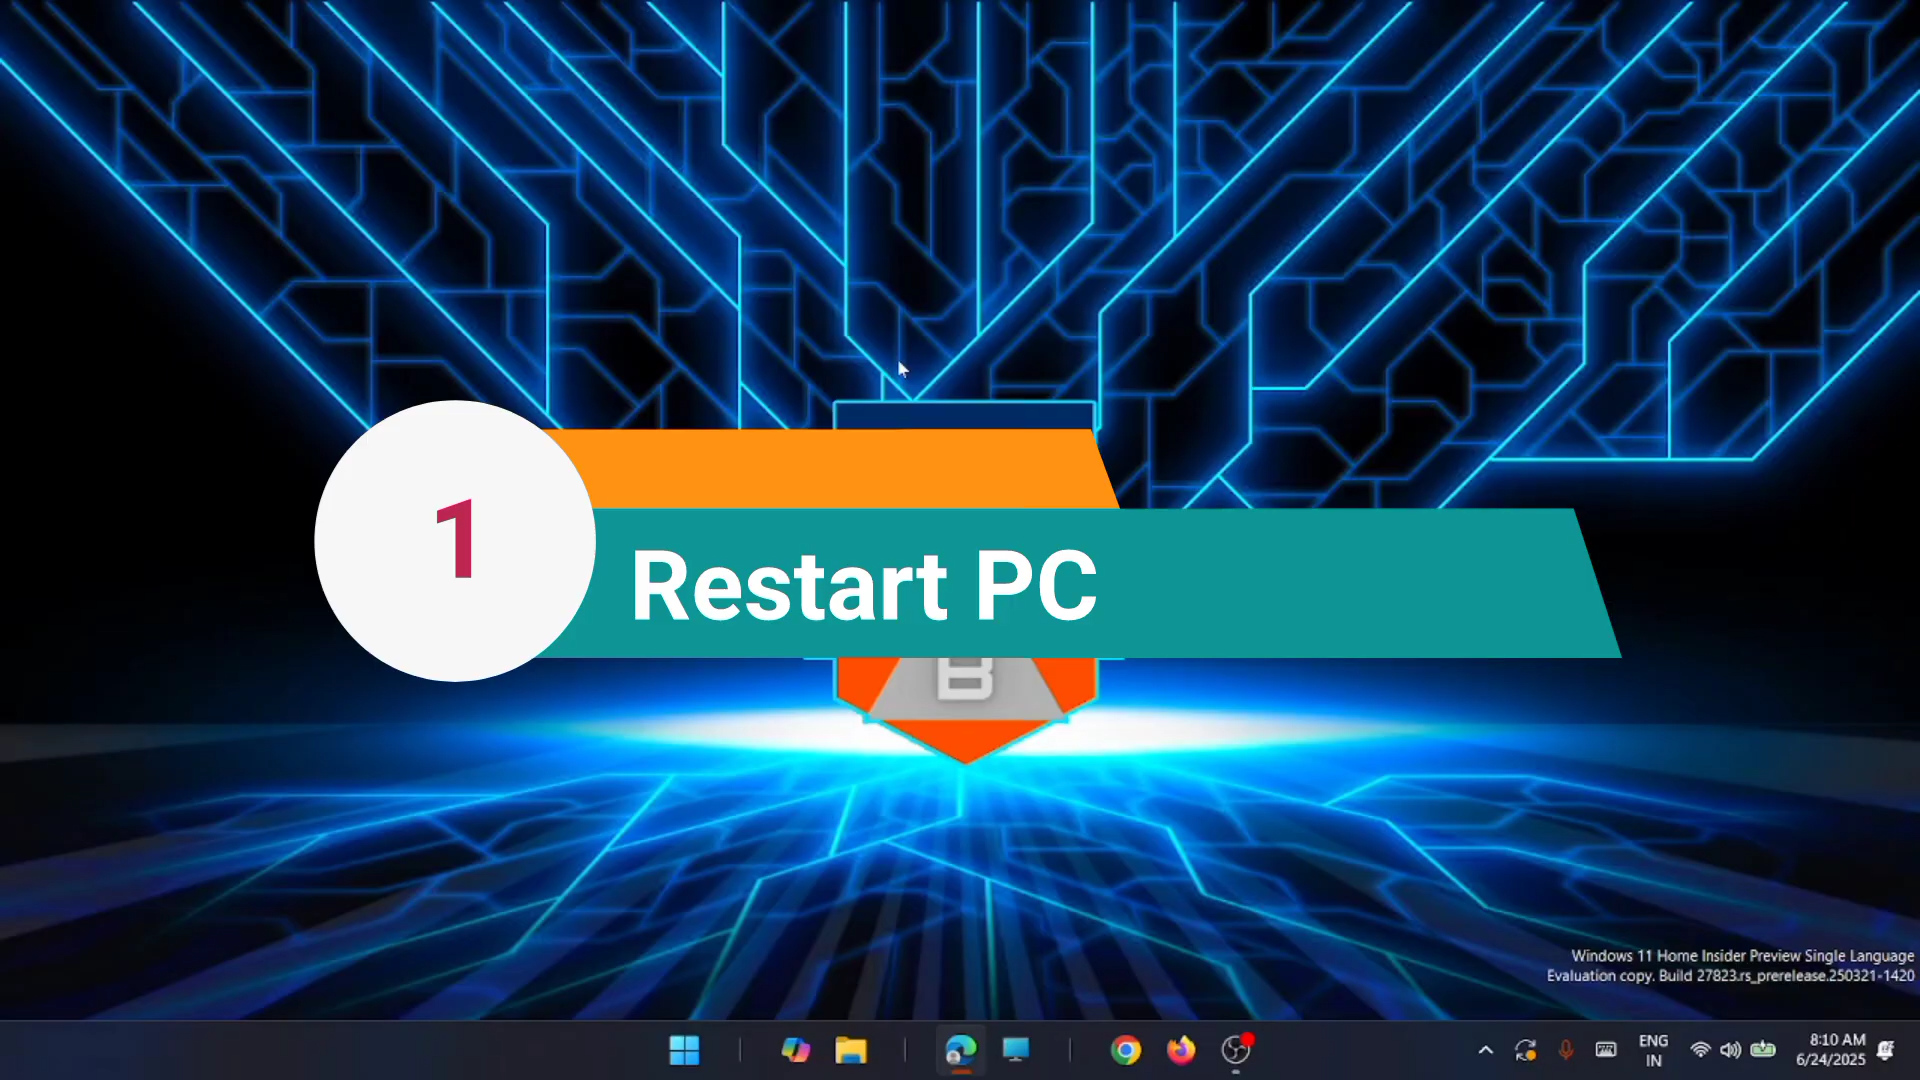 1
Restart PC
B
Windows 11 Home Insider Preview Single Language
Evaluation copy. Build 27823.rs_prerelease.250321-1420
ENG
IN
8:10 AM
6/24/2025